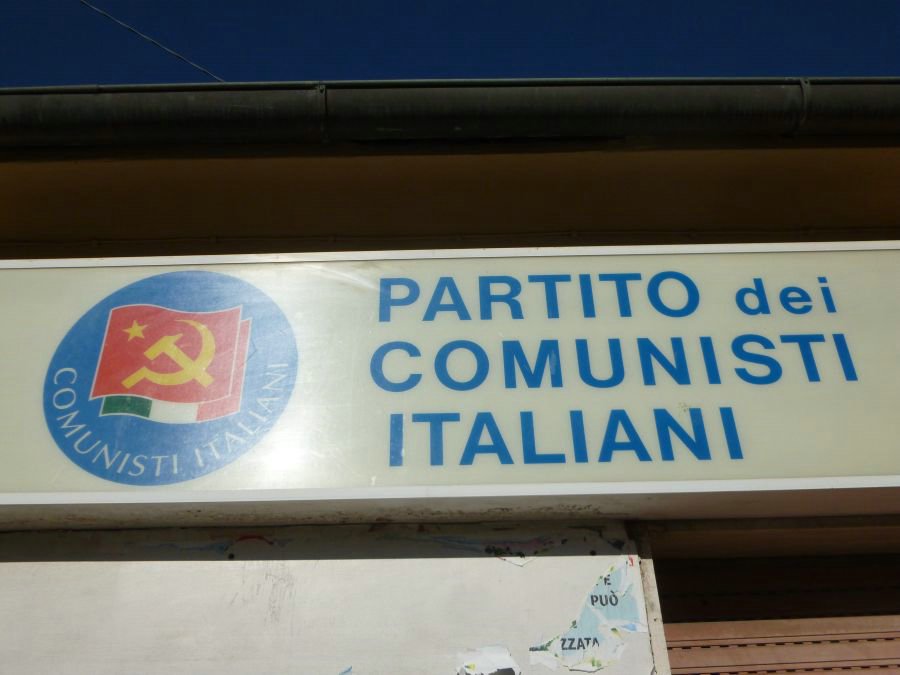 PARTITO dei
COMUNISTI
ITALIANI
COMUNISTI ITALIANI
E
PUÒ
ZZATA